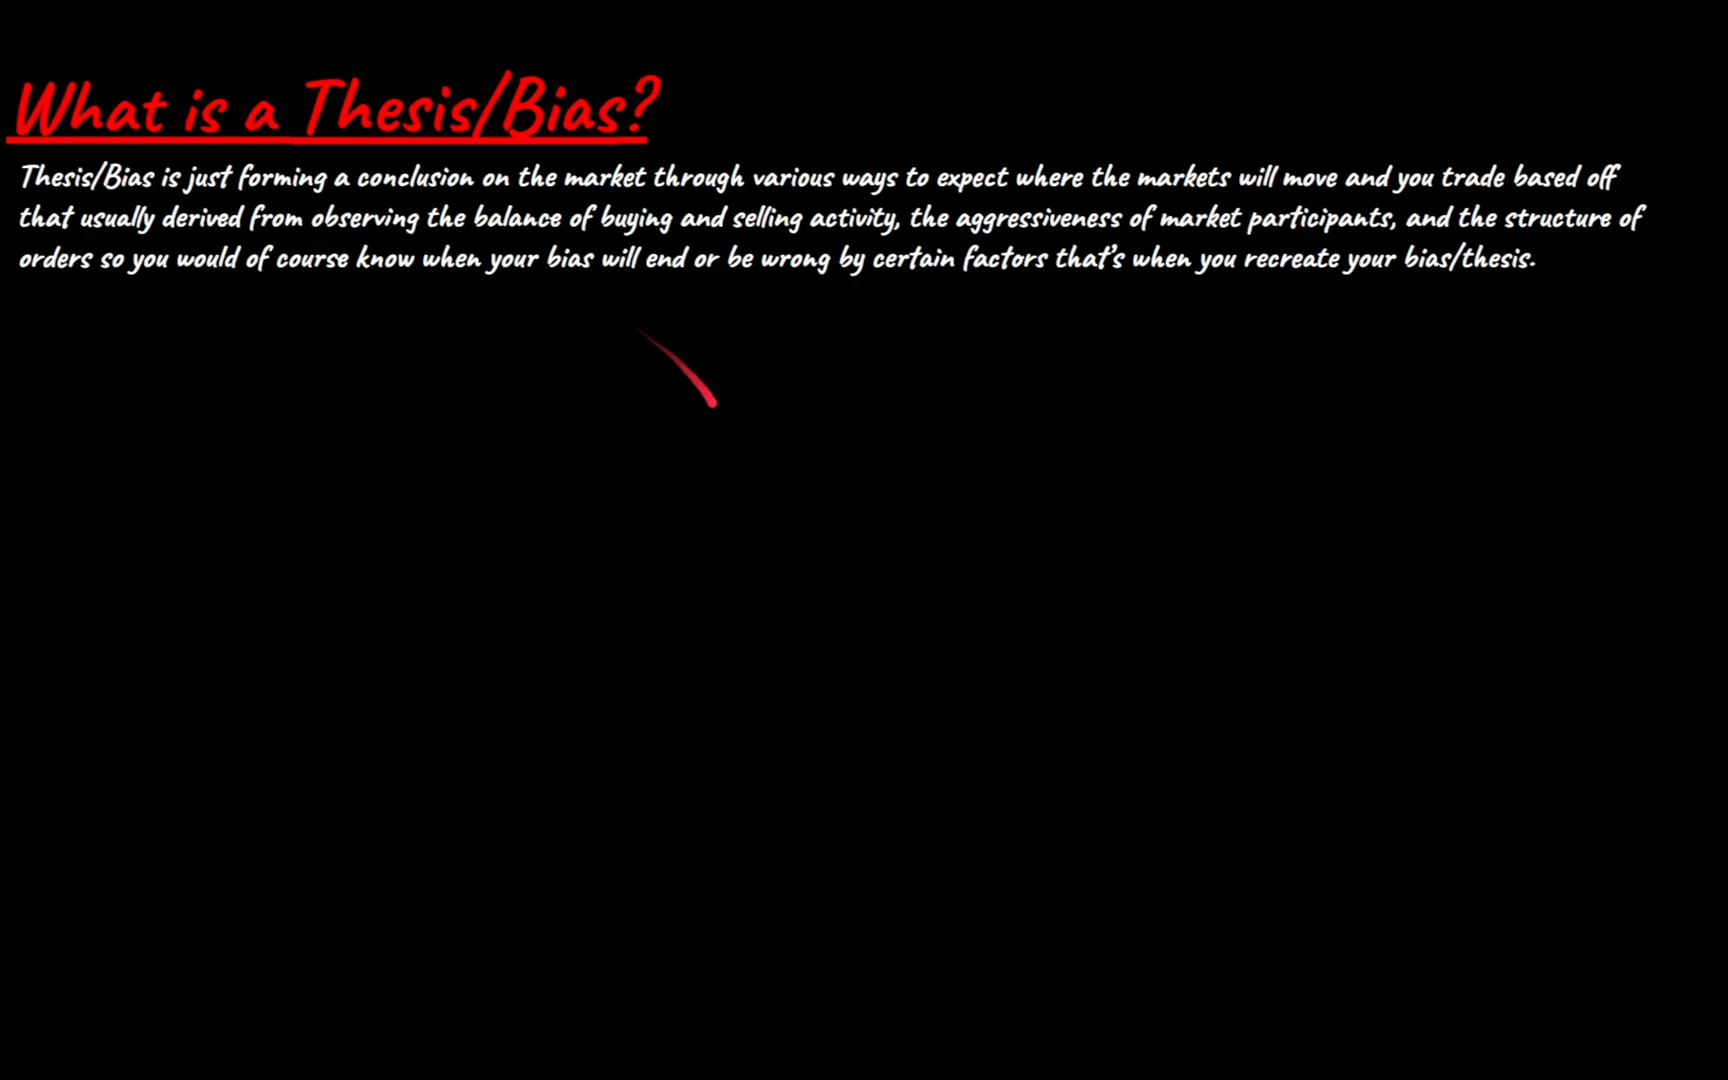 What is a Thesis/Bias?
Thesis/Bias is just forming a conclusion on the market through various ways to expect where the markets will move and you trade based off
that usually derived from observing the balance of buying and selling activity, the aggressiveness of market participants, and the structure of
orders so you would of course know when your bias will end or be wrong by certain factors that's when you recreate your bias/thesis.